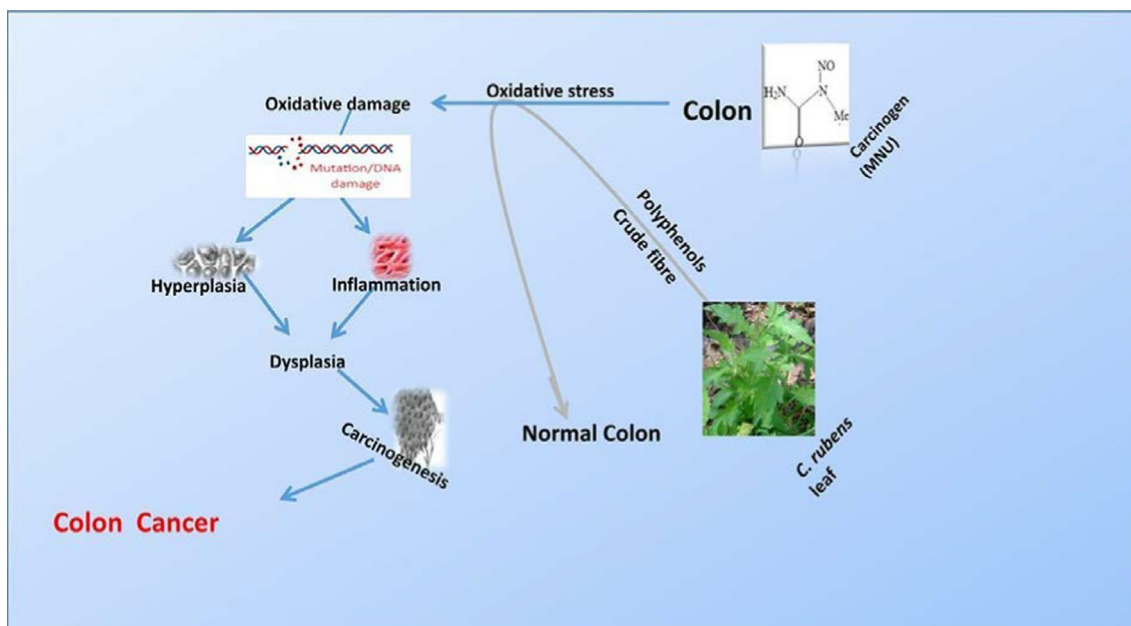 NO
H₂N
N
Me
O
O
Carcinogen
(MNU)
Colon
Oxidative stress
Oxidative damage
Mutation/DNA
damage
Hyperplasia
Inflammation
Dysplasia
Carcinogenesis
Colon Cancer
Polyphenols
Crude fibre
Normal Colon
C. rubens
leaf